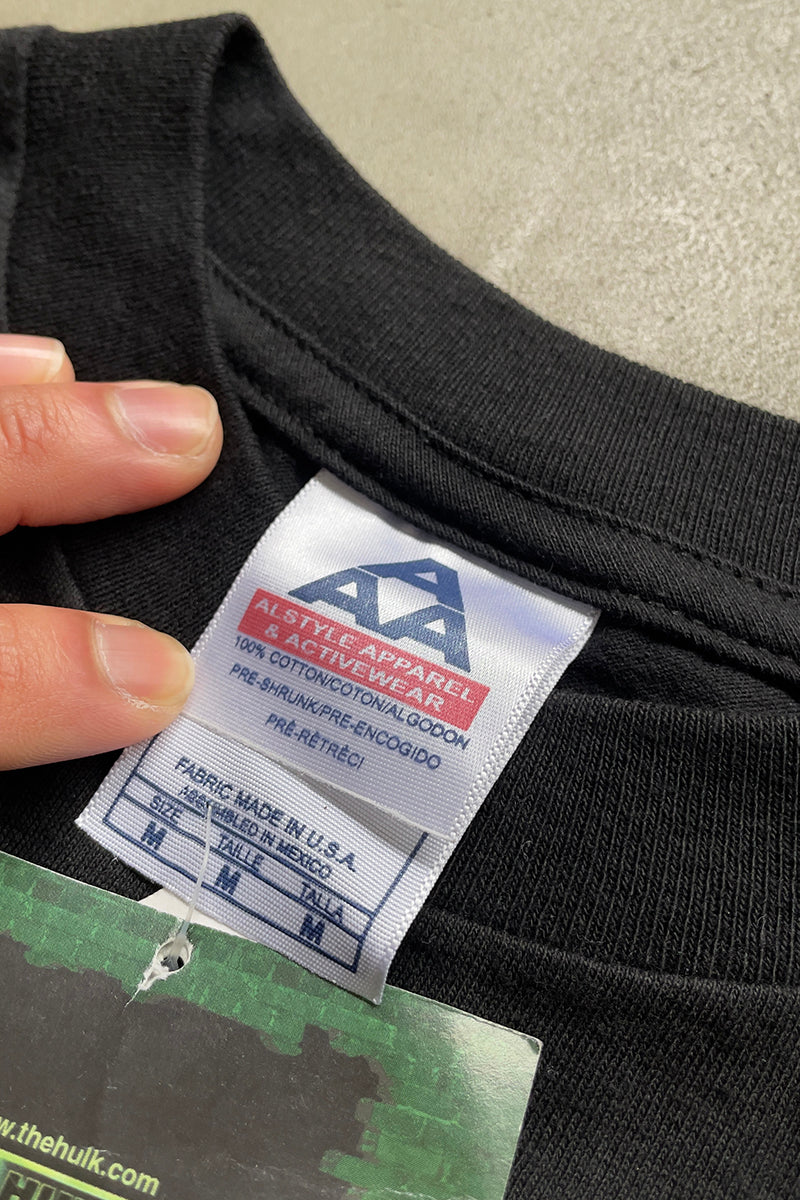 A
AAA
ALSTYLE APPAREL
& ACTIVEWEAR
100% COTTON/COTON/ALGODON
PRE-SHRUNK/PRE-ENCOGIDO
PRÉ-RÉTRÉCI
FABRIC MADE IN U.S.A.
ASSEMBLED IN MEXICO
SIZE TAILLE TALLA
M M M
w.thehulk.com